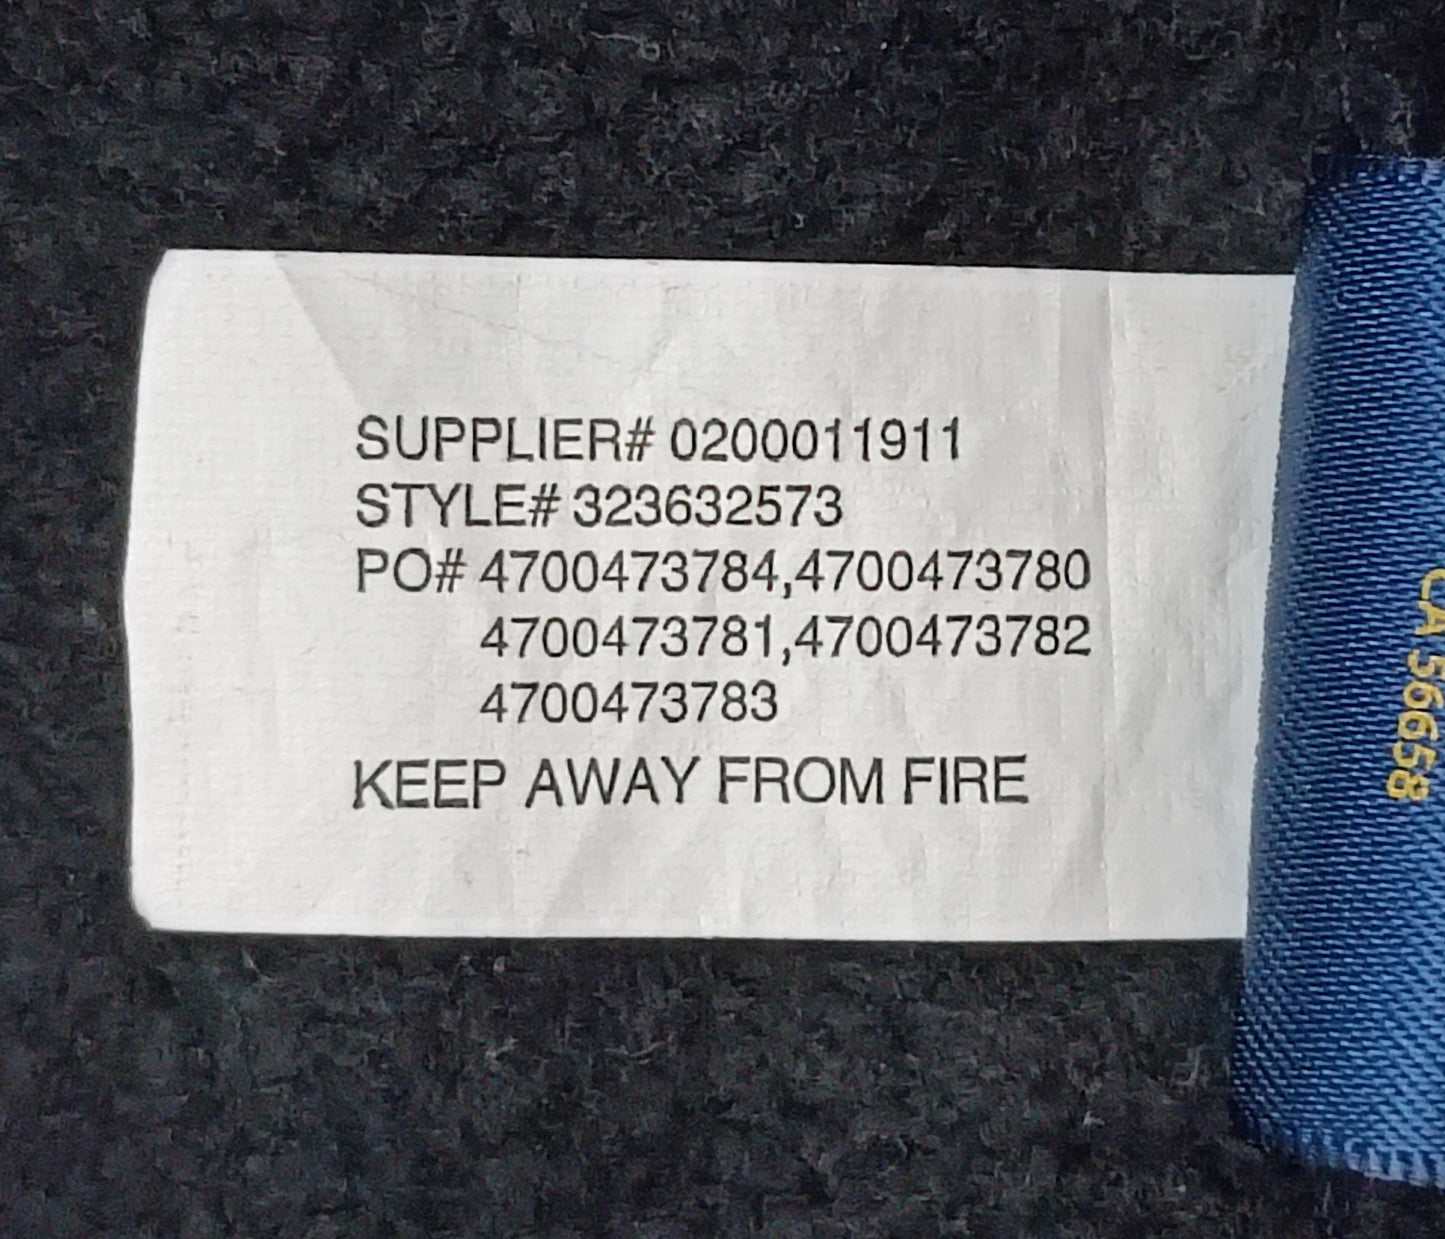 SUPPLIER# 0200011911
STYLE# 323632573
PO# 4700473784,4700473780
4700473781,4700473782
4700473783
KEEP AWAY FROM FIRE
CA 56658